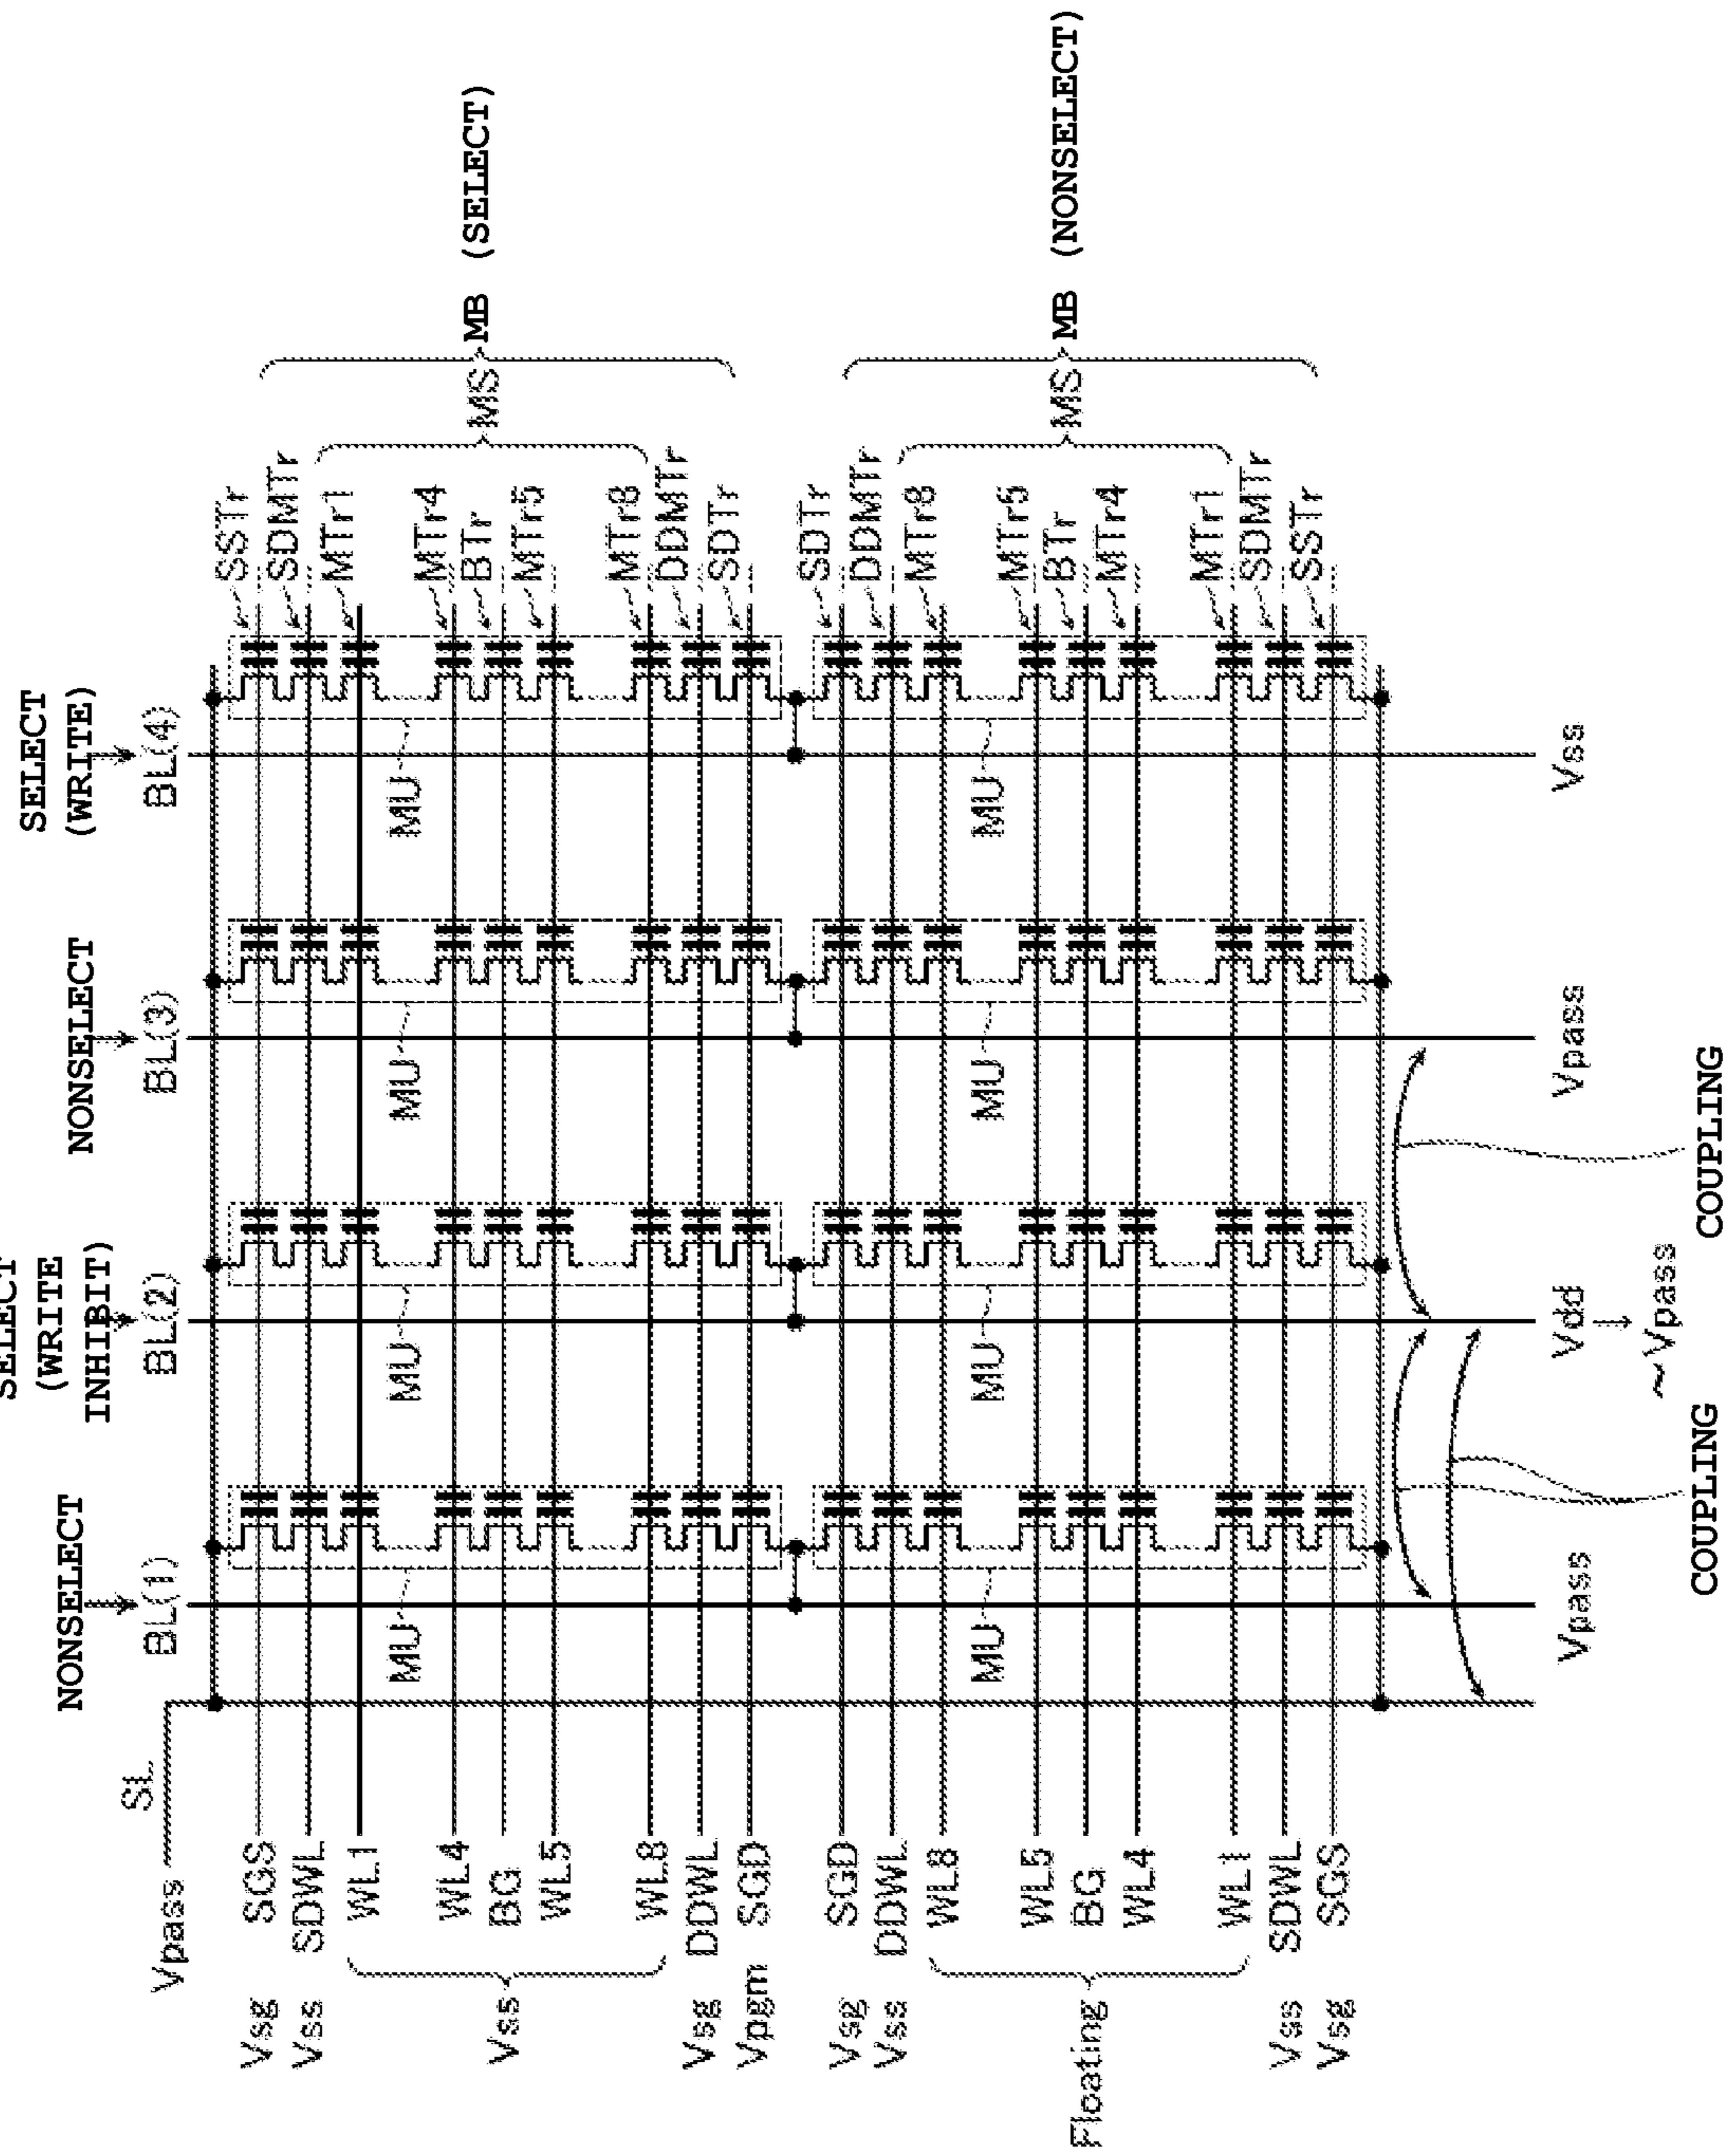 SELECT
(WRITE
INHIBIT)
SELECT
(WRITE)
NONSELECT
NONSELECT
BL(1)
BL(2)
BL(3)
BL(4)
SL
Vpass
Vsg SGS
Vss SDWL
WL1
WL4
BG
WL5
WL8
Vss
Vsg DDWL
Vpgm SGD
MU
MU
MU
MU
SSTr
SDMTr
MTr1
MTr4
BTr
MTr5
MTr8
DDMTr
SDTr
MS
MB (SELECT)
Vsg SGD
Vss DDWL
WL8
WL5
BG
WL4
WL1
Floating
Vss SDWL
Vsg SGS
MU
MU
MU
MU
SDTr
DDMTr
MTr8
MTr5
BTr
MTr4
MTr1
SDMTr
SSTr
MS
MB (NONSELECT)
Vpass
Vdd
~Vpass
Vpass
Vss
COUPLING
COUPLING